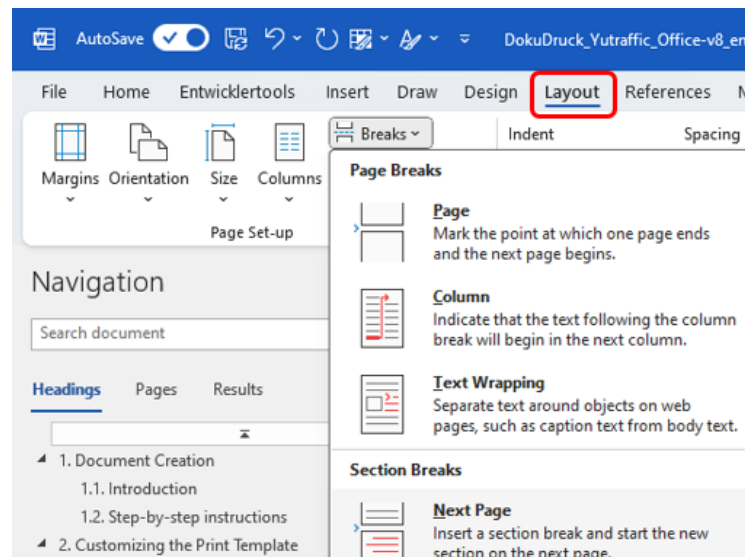 AutoSave DokuDruck_Yutraffic_Office-v8_en
File Home Entwicklertools Insert Draw Design Layout References
Breaks Indent Spacing
Margins Orientation Size Columns
Page Set-up
Page Breaks
Page
Mark the point at which one page ends
and the next page begins.
Column
Indicate that the text following the column
break will begin in the next column.
Text Wrapping
Separate text around objects on web
pages, such as caption text from body text.
Section Breaks
Next Page
Insert a section break and start the new
section on the next page.
Navigation
Search document
Headings Pages Results
1. Document Creation
1.1. Introduction
1.2. Step-by-step instructions
2. Customizing the Print Template